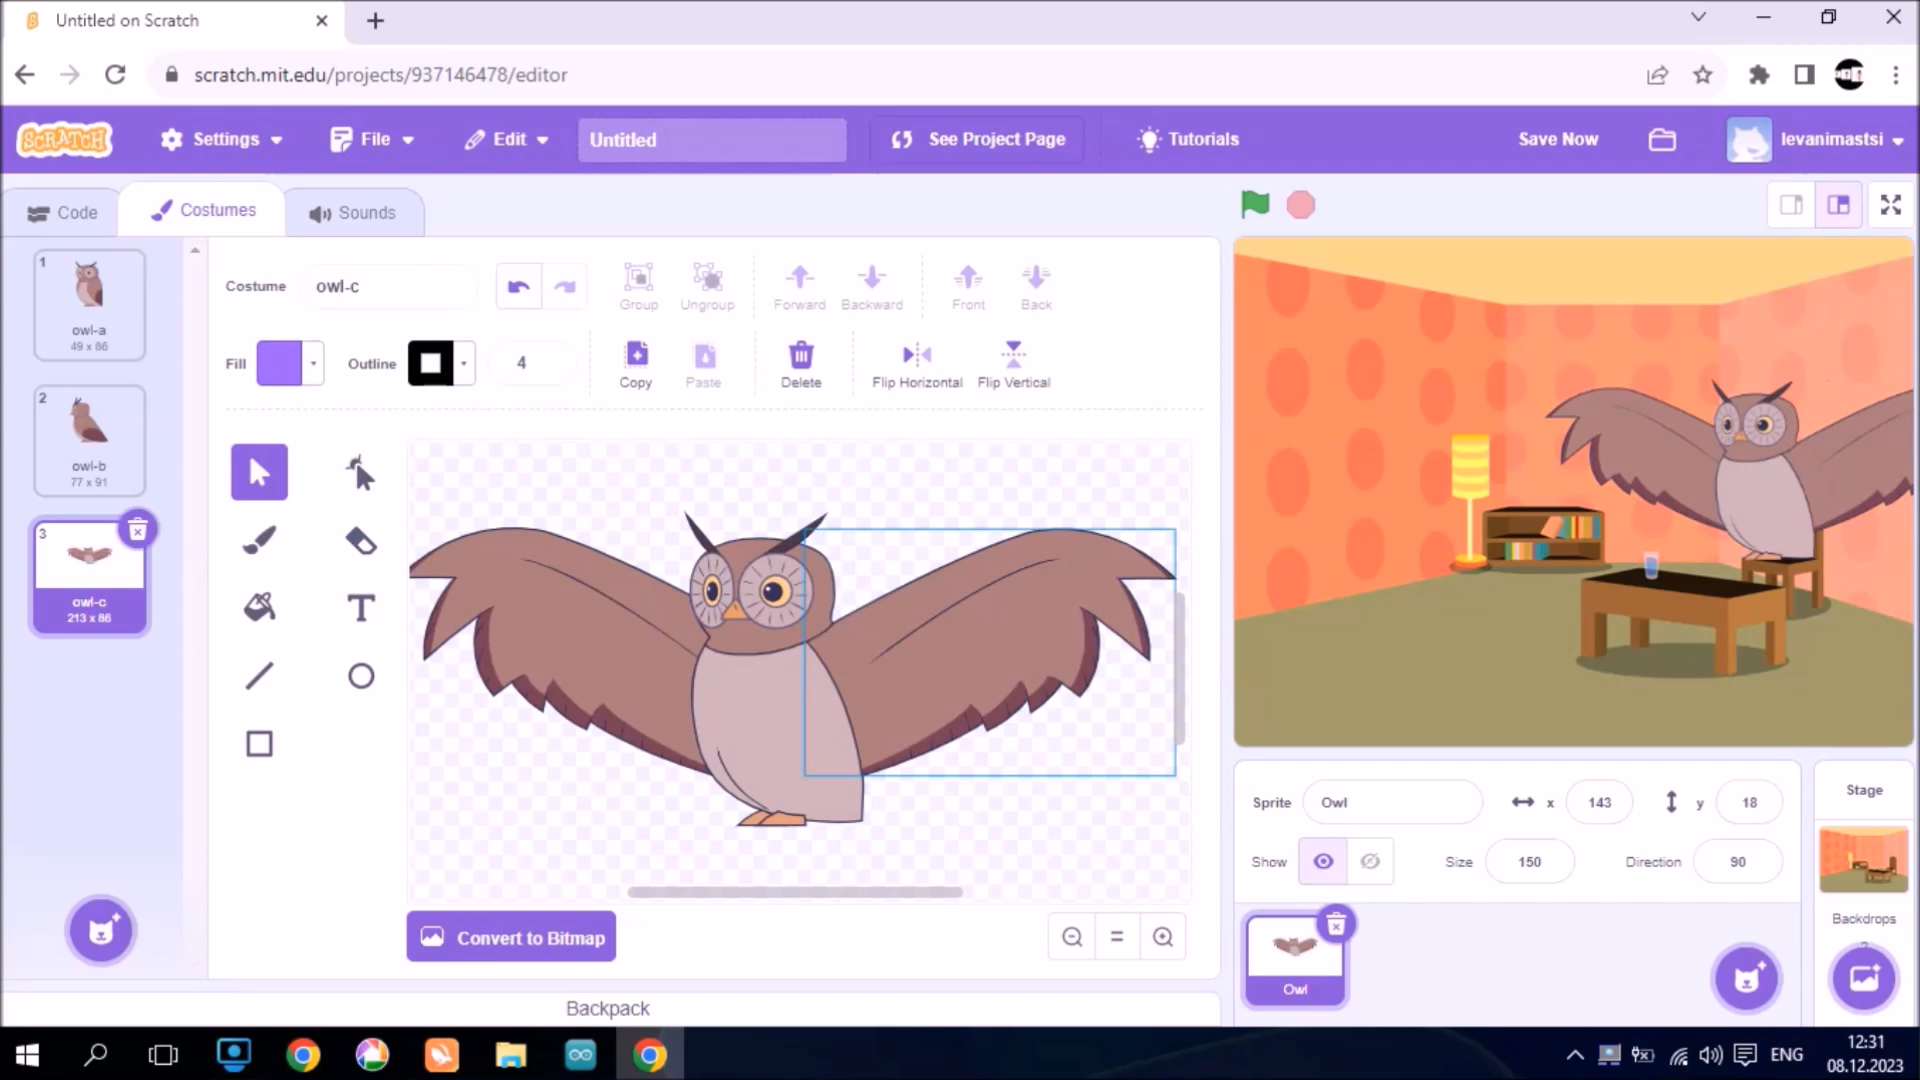 Untitled on Scratch
scratch.mit.edu/projects/937146478/editor
SCRATCH
Settings
File
Edit
Untitled
See Project Page
Tutorials
Save Now
levanimastsi
Code
Costumes
Sounds
1
owl-a
49 x 86
2
owl-b
77 x 91
3
owl-c
213 x 86
Costume
owl-c
Group
Ungroup
Forward
Backward
Front
Back
Fill
Outline
4
Copy
Paste
Delete
Flip Horizontal
Flip Vertical
T
Convert to Bitmap
=
Backpack
Sprite
Owl
x
143
y
18
Show
Size
150
Direction
90
Owl
Stage
Backdrops
ENG
12:31
08.12.2023